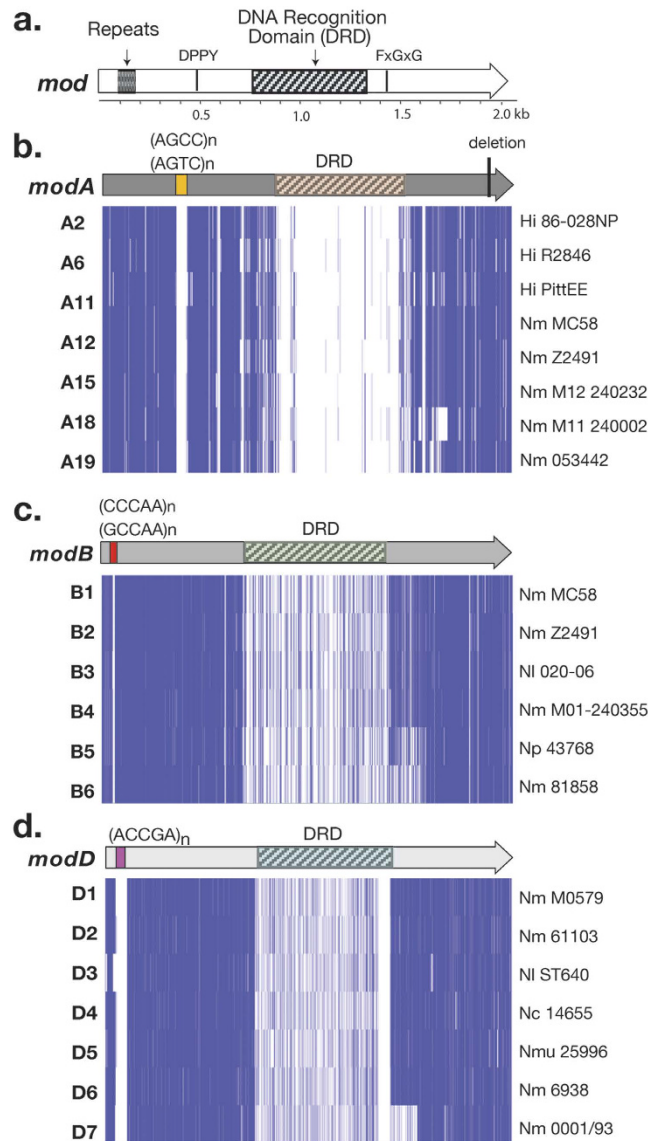 a.
Repeats
DNA Recognition
Domain (DRD)
DPPY
FxGxG
mod
0.5
1.0
1.5
2.0 kb
b.
(AGCC)n
(AGTC)n
DRD
deletion
modA
A2
Hi 86-028NP
A6
Hi R2846
A11
Hi PittEE
Nm MC58
A12
Nm Z2491
A15
Nm M12 240232
A18
Nm M11 240002
A19
Nm 053442
c.
(CCCAA)n
(GCCAA)n
DRD
modB
B1
Nm MC58
B2
Nm Z2491
B3
Nl 020-06
B4
Nm M01-240355
B5
Np 43768
B6
Nm 81858
d.
(ACCGA)n
DRD
modD
D1
Nm M0579
D2
Nm 61103
D3
Nl ST640
D4
Nc 14655
D5
Nmu 25996
D6
Nm 6938
D7
Nm 0001/93